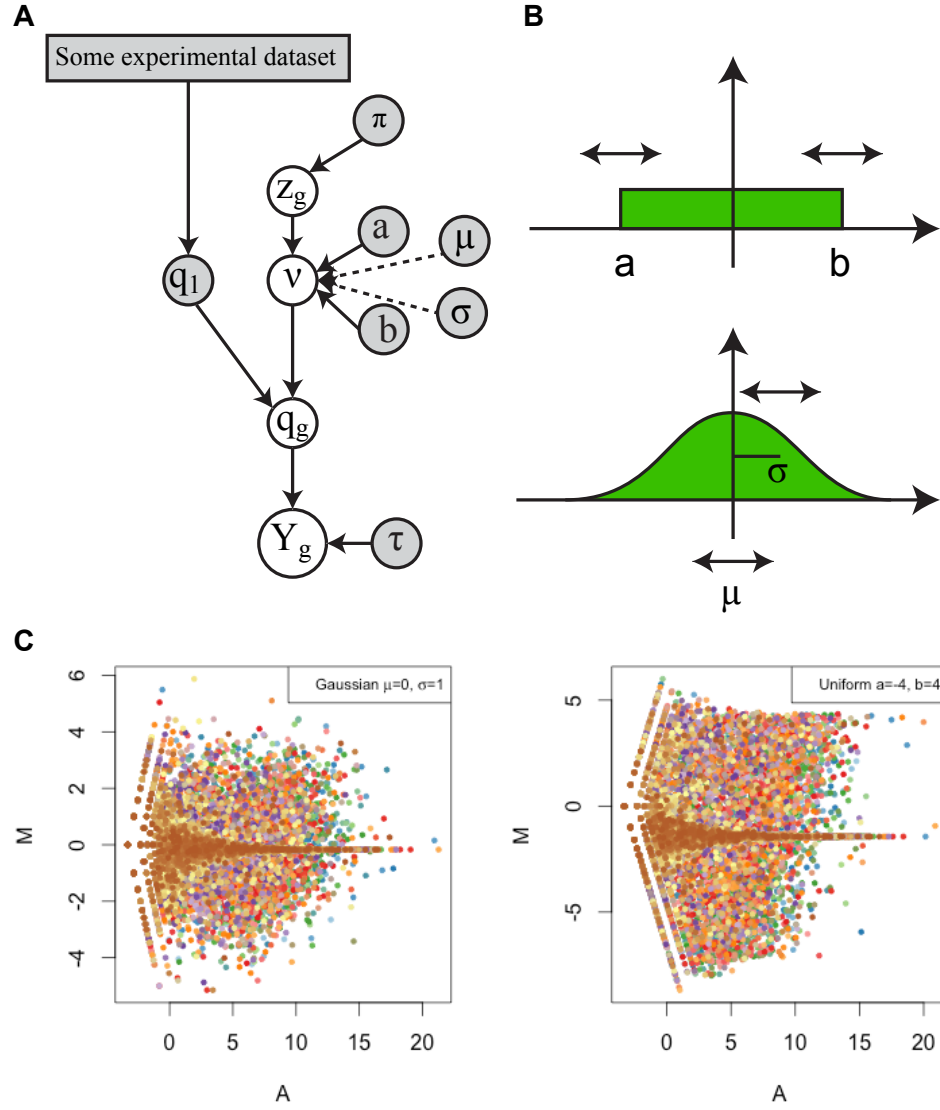 A
Some experimental dataset
π
z_g
a
μ
q_1
ν
σ
b
q_g
Y_g
τ
B
a
b
σ
μ
C
Gaussian μ=0, σ=1
6
4
2
0
-2
-4
M
0
5
10
15
20
A
Uniform a=-4, b=4
5
0
-5
M
0
5
10
15
20
A